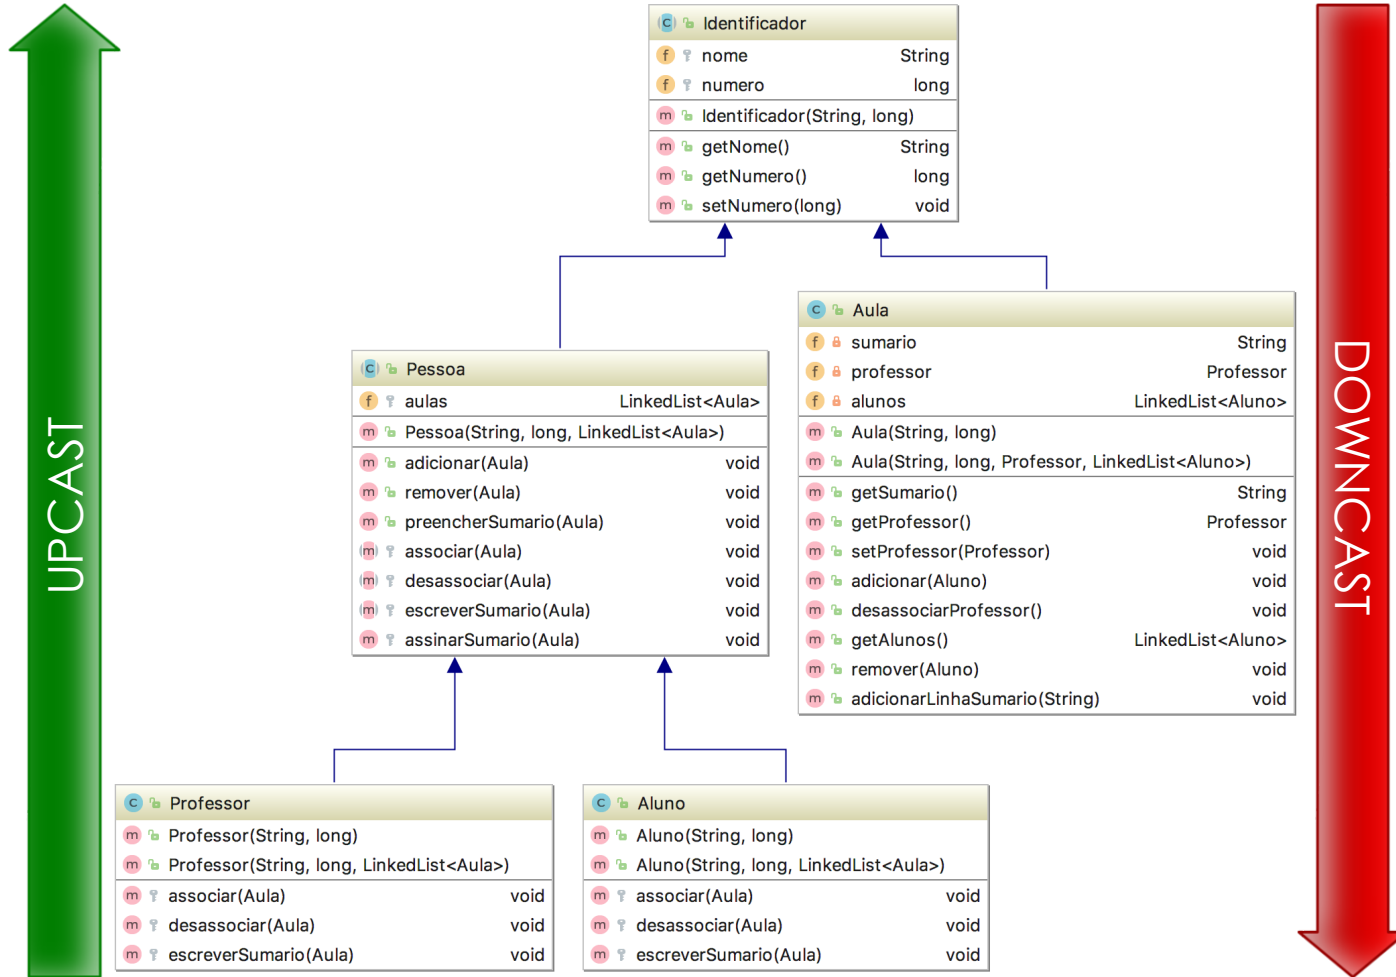 UPCAST
DOWNCAST
Identificador
nome String
numero long
Identificador(String, long)
getNome() String
getNumero() long
setNumero(long) void
Pessoa
aulas LinkedList<Aula>
Pessoa(String, long, LinkedList<Aula>)
adicionar(Aula) void
remover(Aula) void
preencherSumario(Aula) void
associar(Aula) void
desassociar(Aula) void
escreverSumario(Aula) void
assinarSumario(Aula) void
Aula
sumario String
professor Professor
alunos LinkedList<Aluno>
Aula(String, long)
Aula(String, long, Professor, LinkedList<Aluno>)
getSumario() String
getProfessor() Professor
setProfessor(Professor) void
adicionar(Aluno) void
desassociarProfessor() void
getAlunos() LinkedList<Aluno>
remover(Aluno) void
adicionarLinhaSumario(String) void
Professor
Professor(String, long)
Professor(String, long, LinkedList<Aula>)
associar(Aula) void
desassociar(Aula) void
escreverSumario(Aula) void
Aluno
Aluno(String, long)
Aluno(String, long, LinkedList<Aula>)
associar(Aula) void
desassociar(Aula) void
escreverSumario(Aula) void